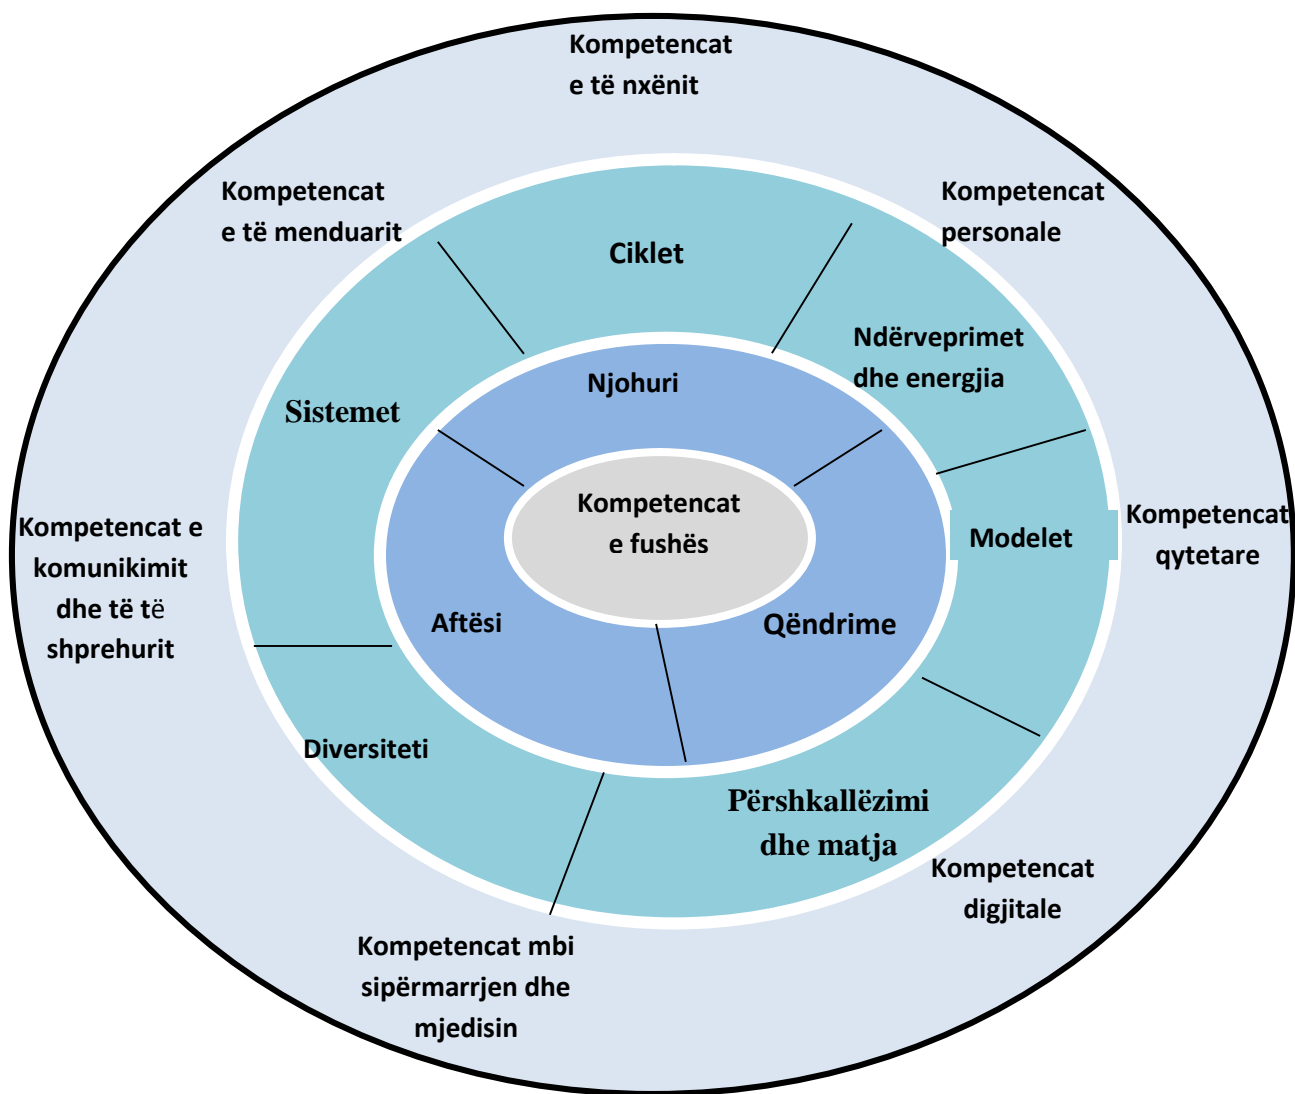 Kompetencat
e të nxënit
Kompetencat
e të menduarit
Kompetencat
personale
Ciklet
Ndërveprimet
dhe energjia
Njohuri
Sistemet
Kompetencat
e fushës
Modelet
Kompetencat
qytetare
Kompetencat e
komunikimit
dhe të të
shprehurit
Aftësi
Qëndrime
Diversiteti
Përshkallëzimi
dhe matja
Kompetencat
digjitale
Kompetencat mbi
sipërmarrjen dhe
mjedisin